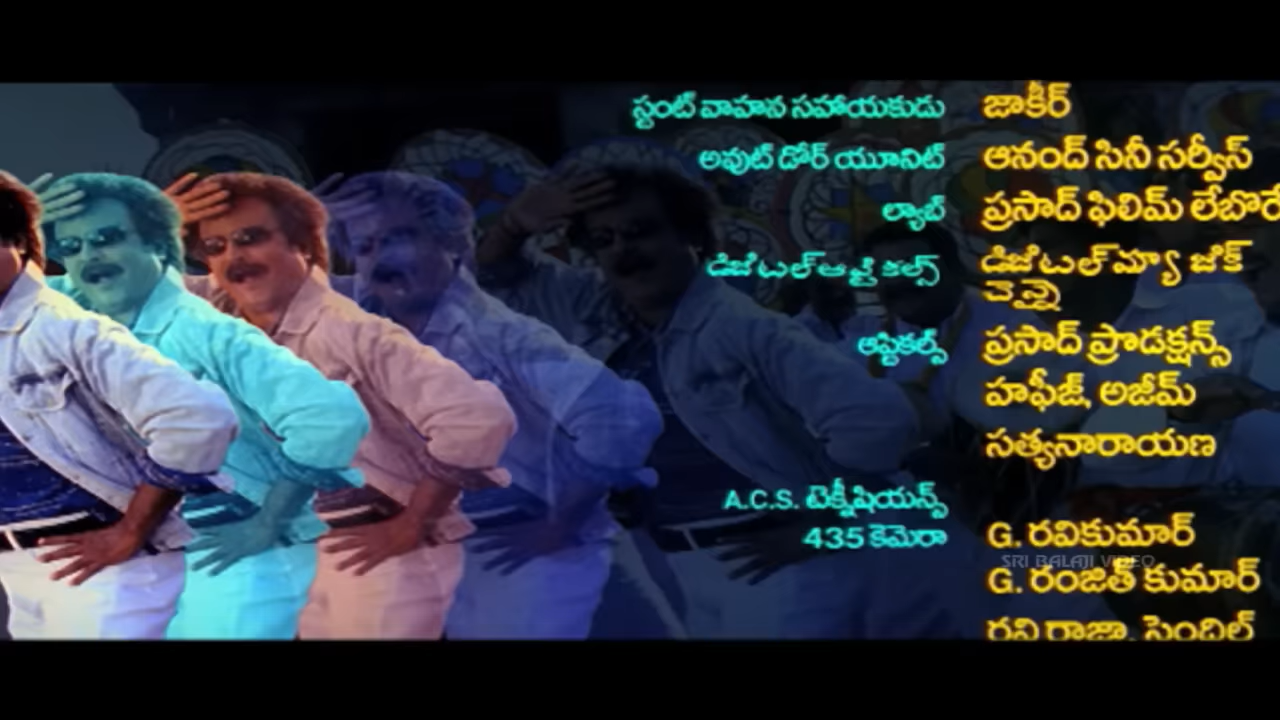 స్టంట్ వాహన సహాయకుడు జాకీర్
అవుట్ డోర్ యూనిట్ ఆనంద్ సినీ సర్వీస్
ల్యాబ్ ప్రసాద్ ఫిలిమ్ లేబొరే
డిజిటల్ ఆప్టికల్స్ డిజిటల్ మ్యాజిక్
చెన్నై
ఆప్టికల్స్ ప్రసాద్ ప్రొడక్షన్స్
హఫీజ్, అజీమ్
సత్యనారాయణ
A.C.S. టెక్నీషియన్స్
435 కెమెరా G. రవికుమార్
SRI BALAJI VIDEO
G. రంజిత్ కుమార్
రవి రాజా, సెందిల్